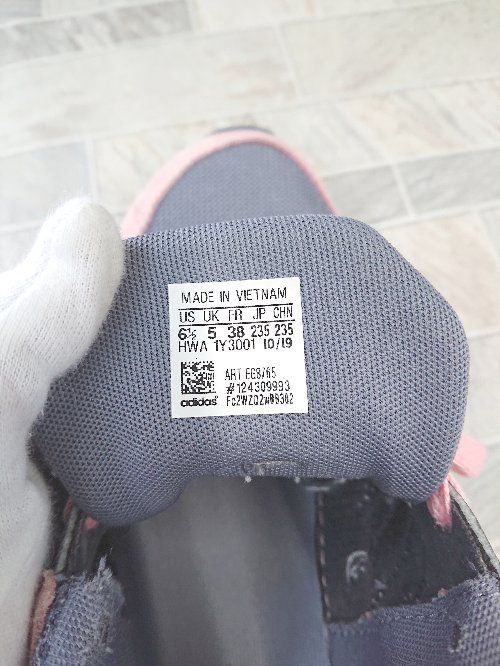 MADE IN VIETNAM
US UK FR JP CHN
6½ 5 38 235 235
HWA 1Y3001 10/19
ART
#124309993
adidas